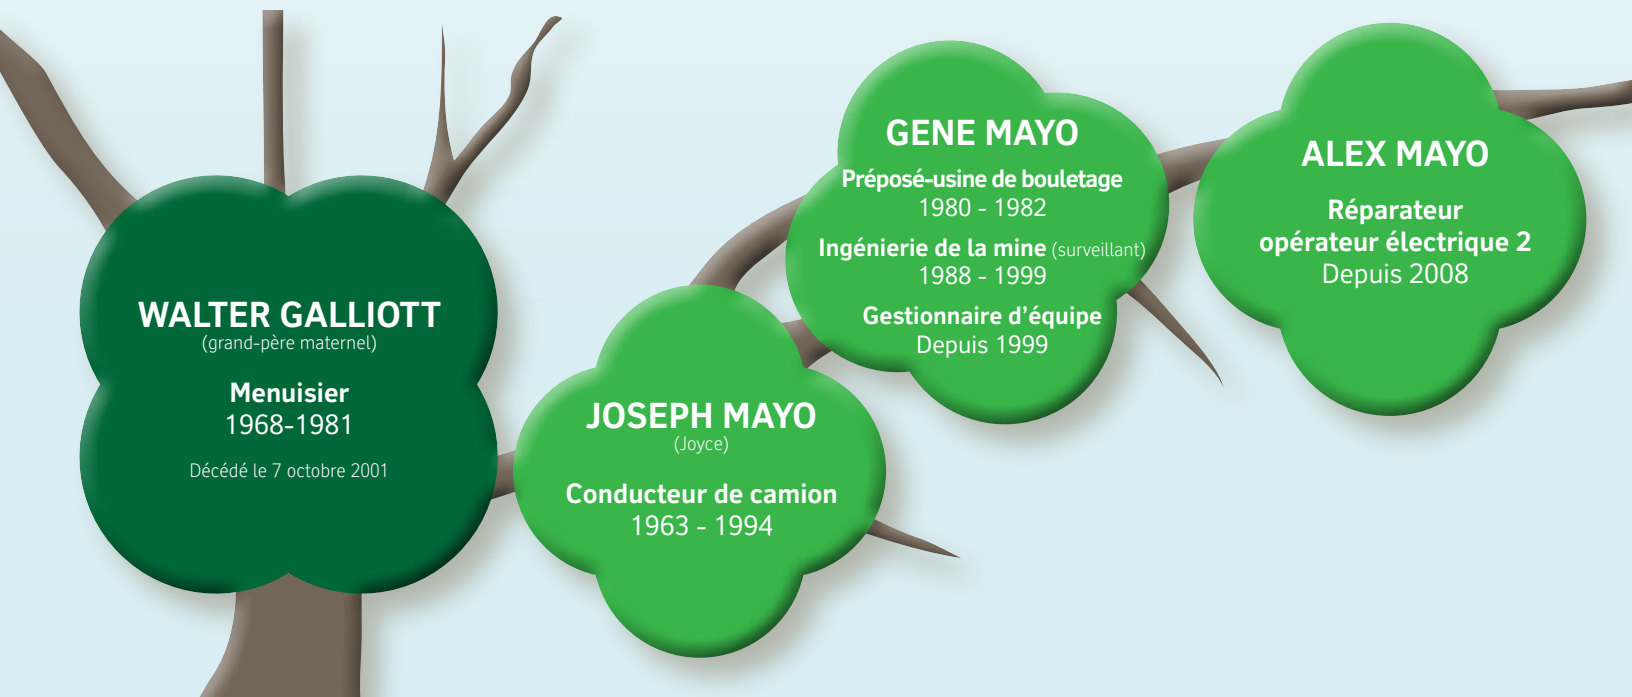 WALTER GALLIOTT
(grand-père maternel)
Menuisier
1968-1981
Décédé le 7 octobre 2001
JOSEPH MAYO
(Joyce)
Conducteur de camion
1963 - 1994
GENE MAYO
Préposé-usine de bouletage
1980 - 1982
Ingénierie de la mine (surveillant)
1988 - 1999
Gestionnaire d’équipe
Depuis 1999
ALEX MAYO
Réparateur
opérateur électrique 2
Depuis 2008